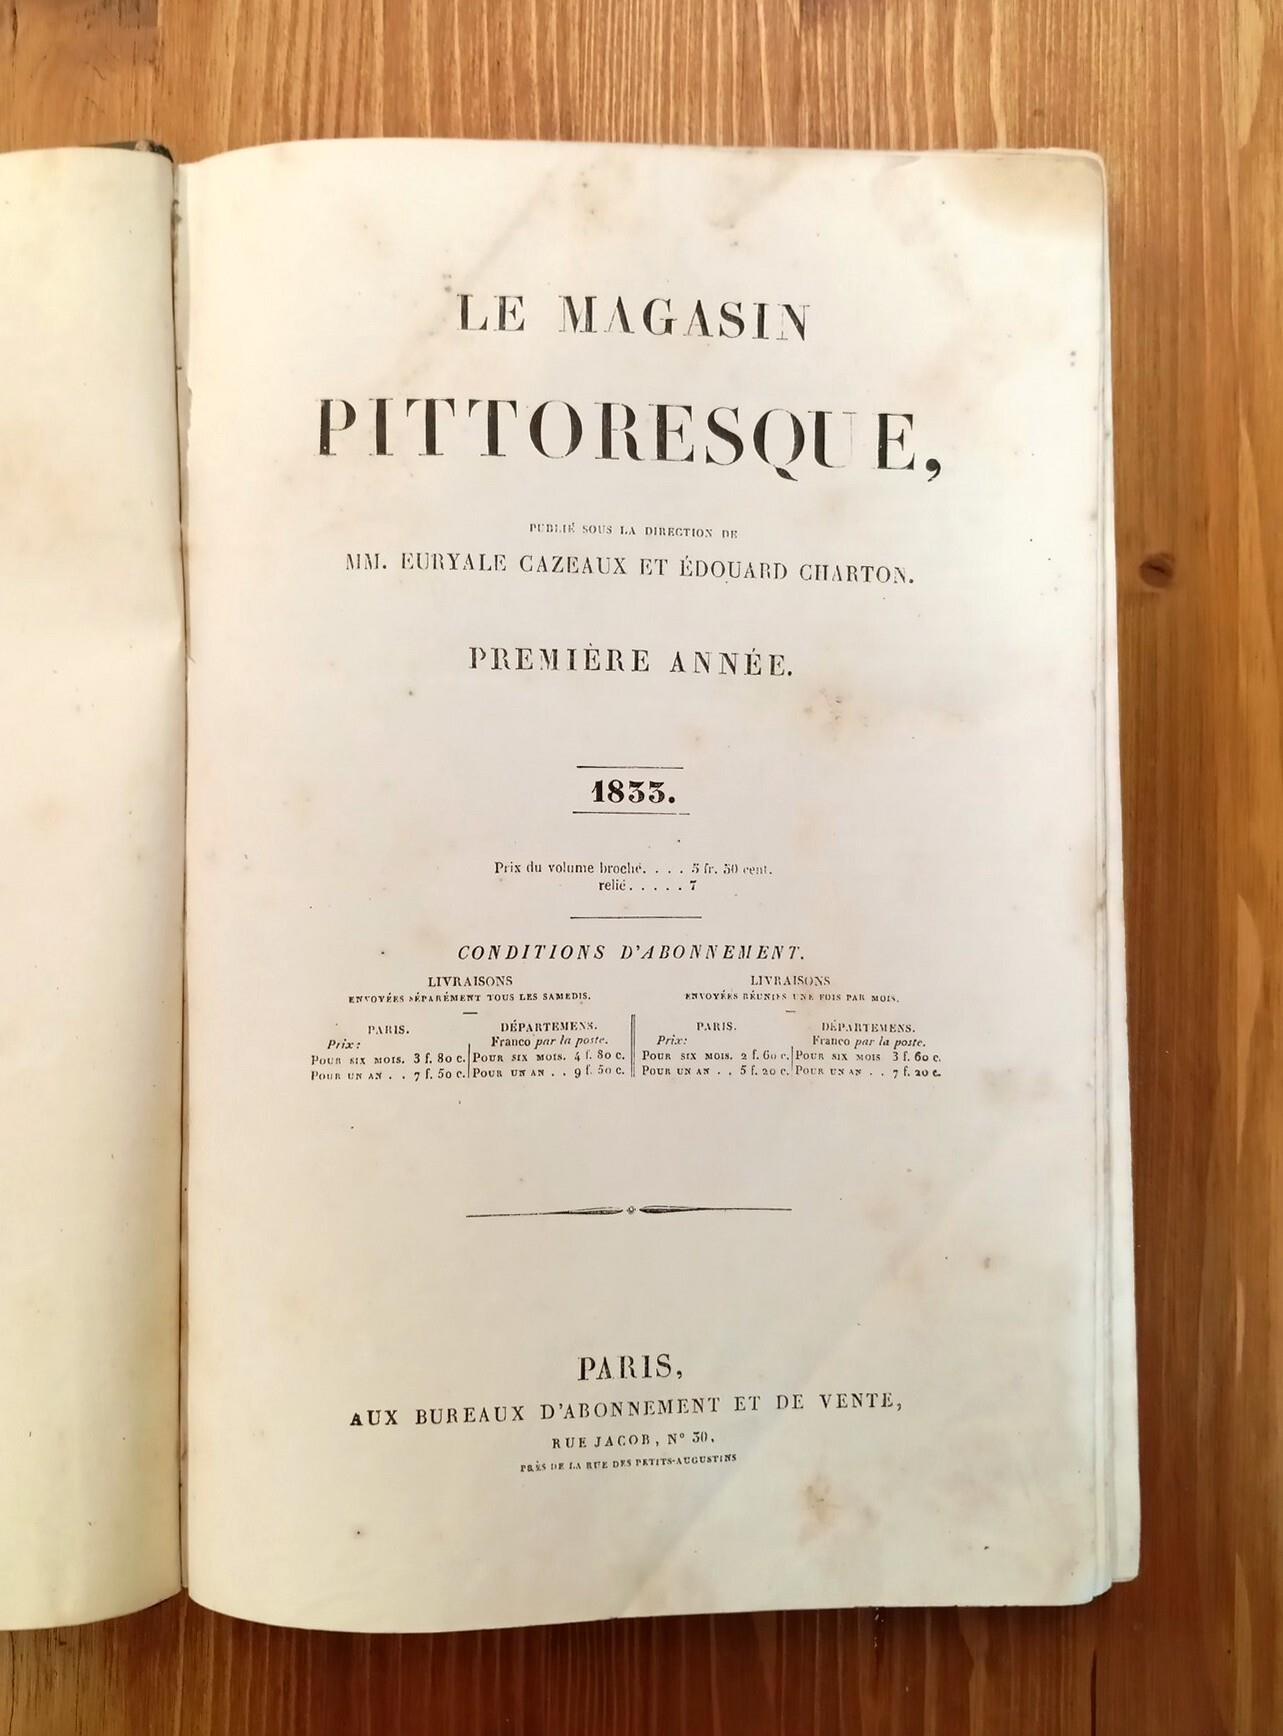 LE MAGASIN
PITTORESQUE,
PUBLIÉ SOUS LA DIRECTION DE
MM. EURYALE CAZEAUX ET ÉDOUARD CHARTON.
PREMIÈRE ANNÉE.
1833.
Prix du volume broché. . . . 5 fr. 50 cent.
relié. . . . . 7
CONDITIONS D'ABONNEMENT.
LIVRAISONS
ENVOYÉES SÉPARÉMENT TOUS LES SAMEDIS.
PARIS.
Prix:
POUR SIX MOIS. 3 f. 80 c.
POUR UN AN . . 7 f. 50 c.
DÉPARTEMENS.
Franco par la poste.
POUR SIX MOIS. 4 f. 80 c.
POUR UN AN . . 9 f. 50 c.
LIVRAISONS
ENVOYÉES RÉUNIES UNE FOIS PAR MOIS.
PARIS.
Prix:
POUR SIX MOIS. 2 f. 60 c.
POUR UN AN . . 5 f. 20 c.
DÉPARTEMENS.
Franco par la poste.
POUR SIX MOIS 3 f. 60 c.
POUR UN AN . . 7 f. 20 c.
PARIS,
AUX BUREAUX D'ABONNEMENT ET DE VENTE,
RUE JACOB, N° 30,
PRÈS DE LA RUE DES PETITS-AUGUSTINS